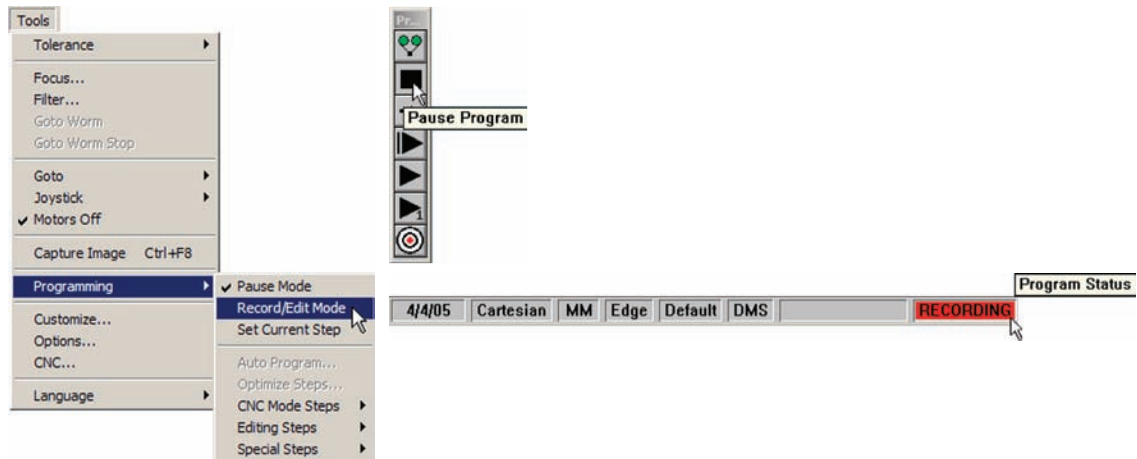 Tools
Tolerance
Focus...
Filter...
Goto Worm
Goto Worm Stop
Goto
Joystick
Motors Off
Capture Image Ctrl+F8
Programming
Customize...
Options...
CNC...
Language
Pause Mode
Record/Edit Mode
Set Current Step
Auto Program...
Optimize Steps...
CNC Mode Steps
Editing Steps
Special Steps
Pr...
Pause Program
1
Program Status
4/4/05 Cartesian MM Edge Default DMS RECORDING